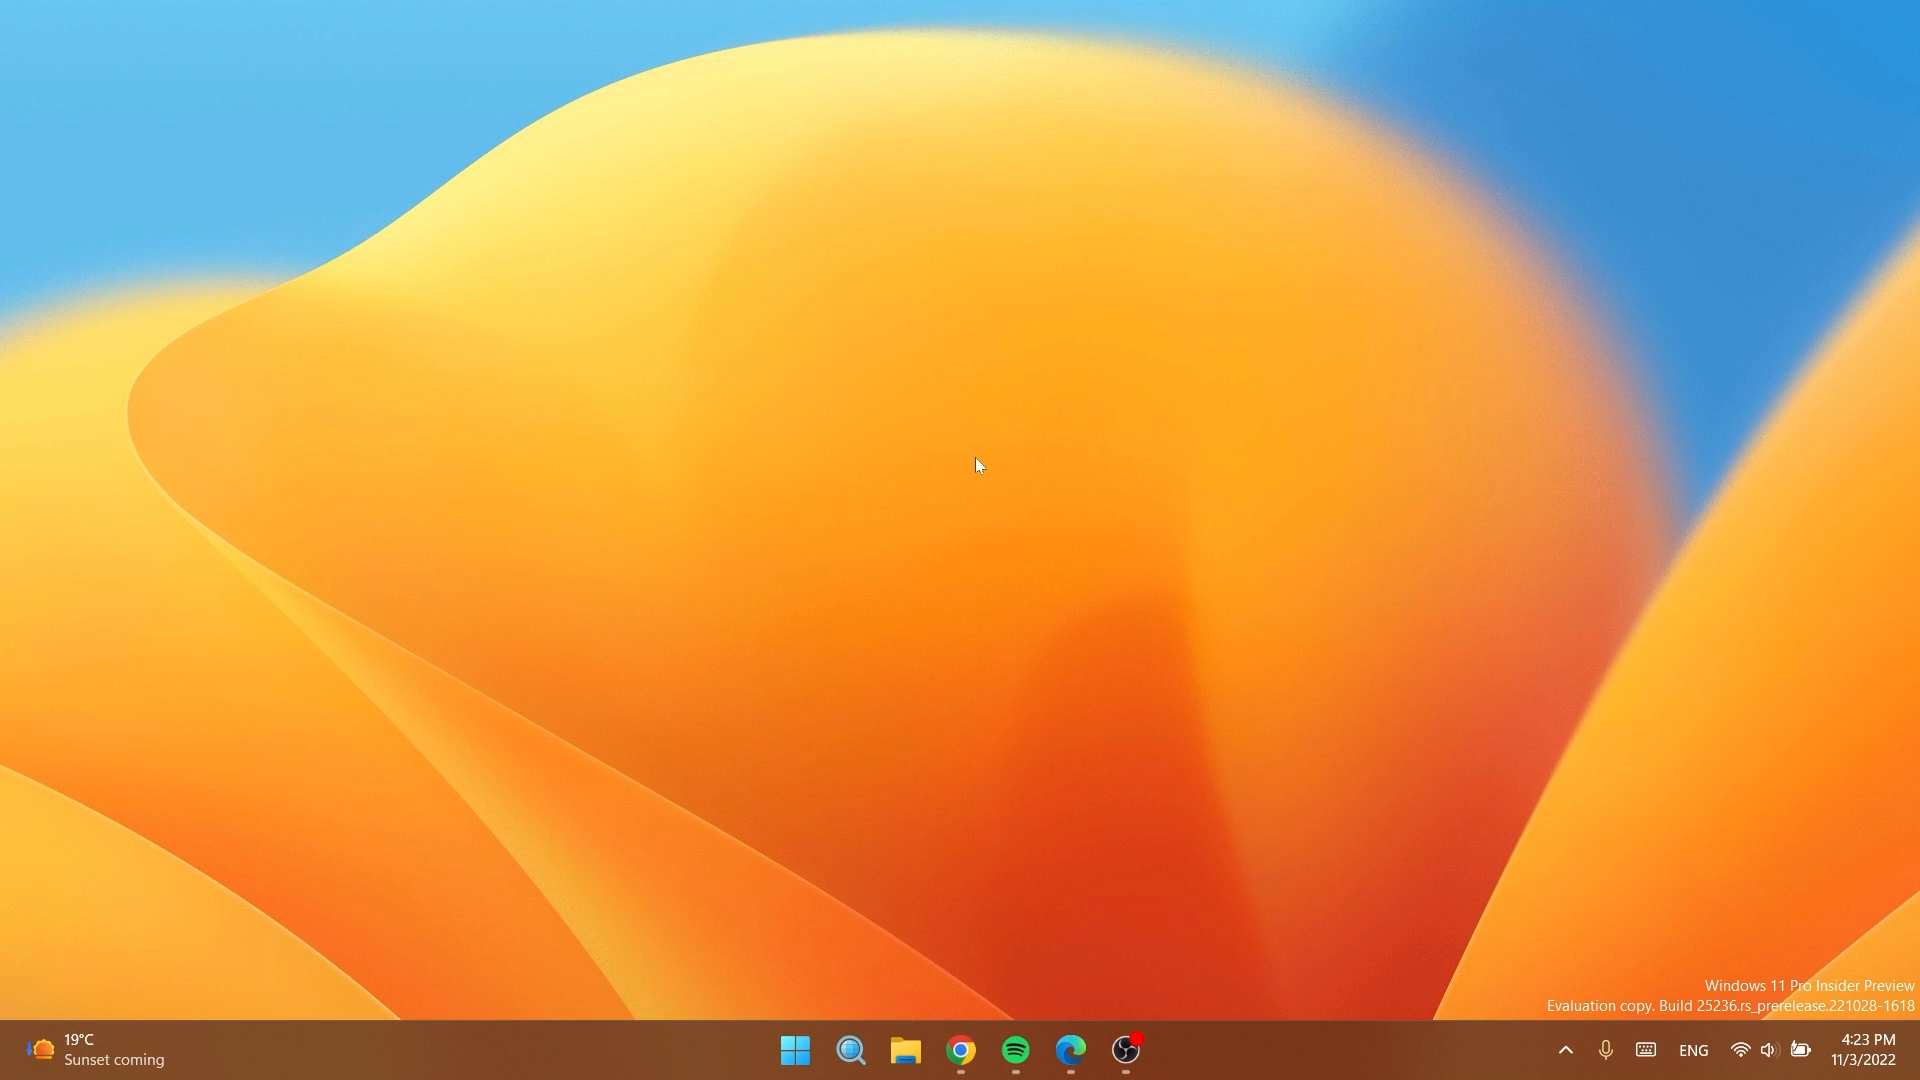 Windows 11 Pro Insider Preview
Evaluation copy. Build 25236.rs_prerelease.221028-1618
19°C
Sunset coming
ENG
4:23 PM
11/3/2022